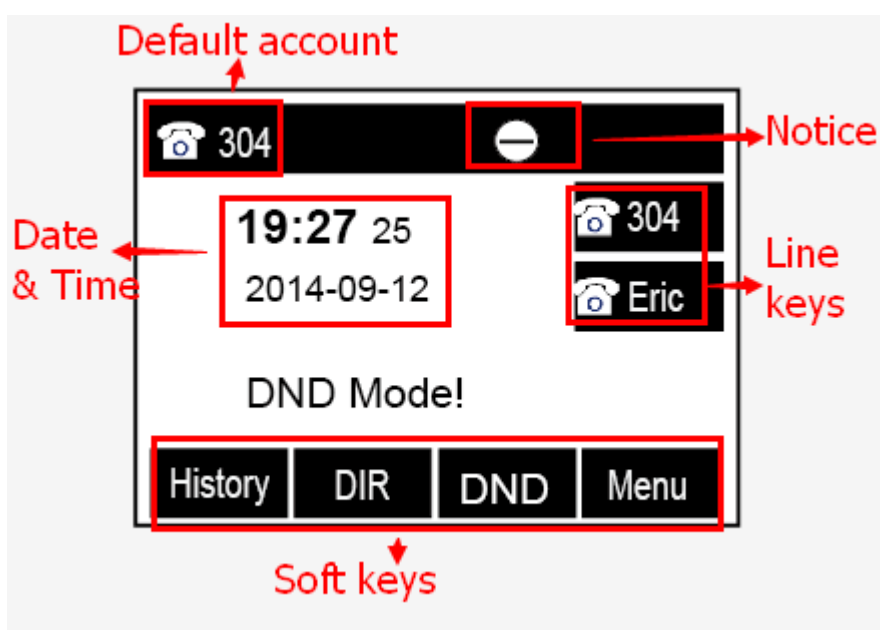 Default account
304
Notice
19:27 25
2014-09-12
Date
& Time
304
Eric
Line
keys
DND Mode!
History DIR DND Menu
Soft keys